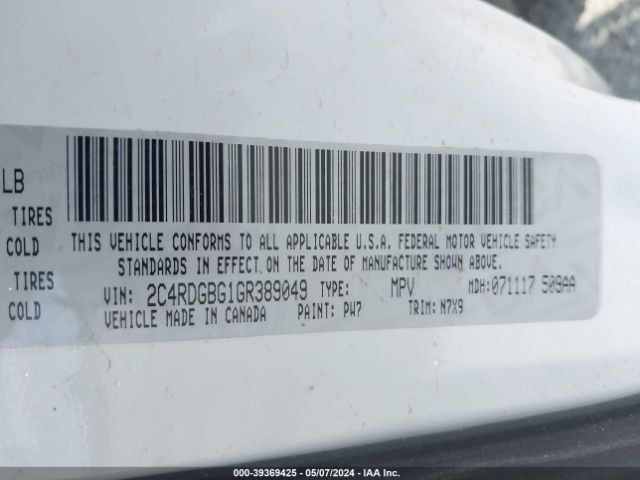 LB
TIRES
COLD
TIRES
COLD
THIS VEHICLE CONFORMS TO ALL APPLICABLE U.S.A. FEDERAL MOTOR VEHICLE SAFETY
STANDARDS IN EFFECT ON THE DATE OF MANUFACTURE SHOWN ABOVE.
VIN: 2C4RDGBG1GR389049 TYPE: MPV MDH: 071117 509AA
VEHICLE MADE IN CANADA PAINT: PW7 TRIM: N7X9
000-39369425 - 05/07/2024 - IAA Inc.